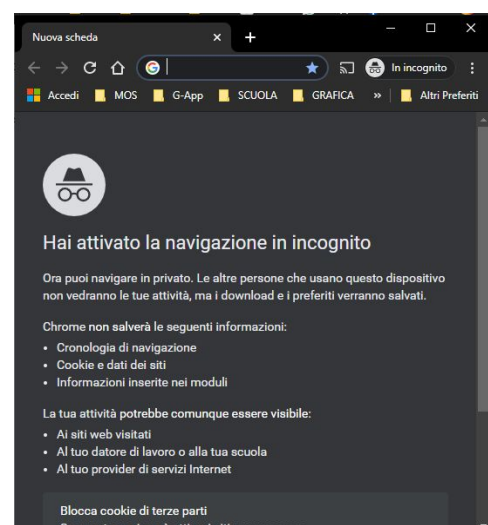 Nuova scheda
In incognito
Accedi MOS G-App SCUOLA GRAFICA » Altri Preferiti
Hai attivato la navigazione in incognito
Ora puoi navigare in privato. Le altre persone che usano questo dispositivo
non vedranno le tue attività, ma i download e i preferiti verranno salvati.
Chrome non salverà le seguenti informazioni:
• Cronologia di navigazione
• Cookie e dati dei siti
• Informazioni inserite nei moduli
La tua attività potrebbe comunque essere visibile:
• Ai siti web visitati
• Al tuo datore di lavoro o alla tua scuola
• Al tuo provider di servizi Internet
Blocca cookie di terze parti